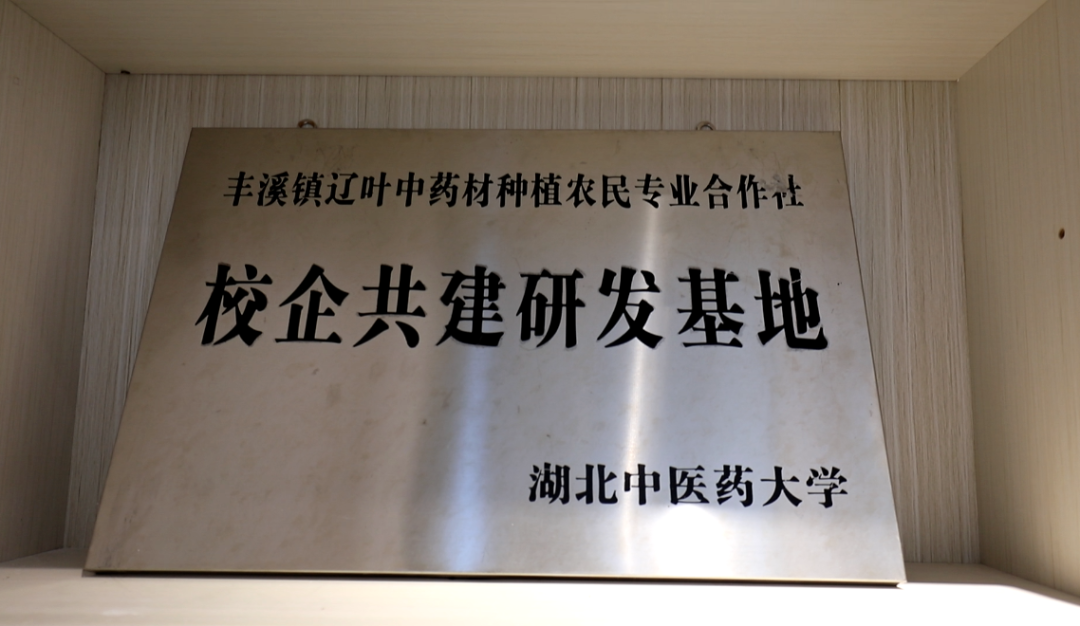 丰溪镇辽叶中药材种植农民专业合作社
校企共建研发基地
湖北中医药大学